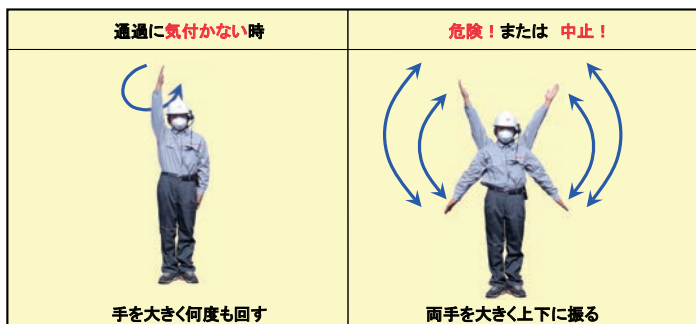 通過に気付かない時
危険！または 中止！
手を大きく何度も回す
両手を大きく上下に振る